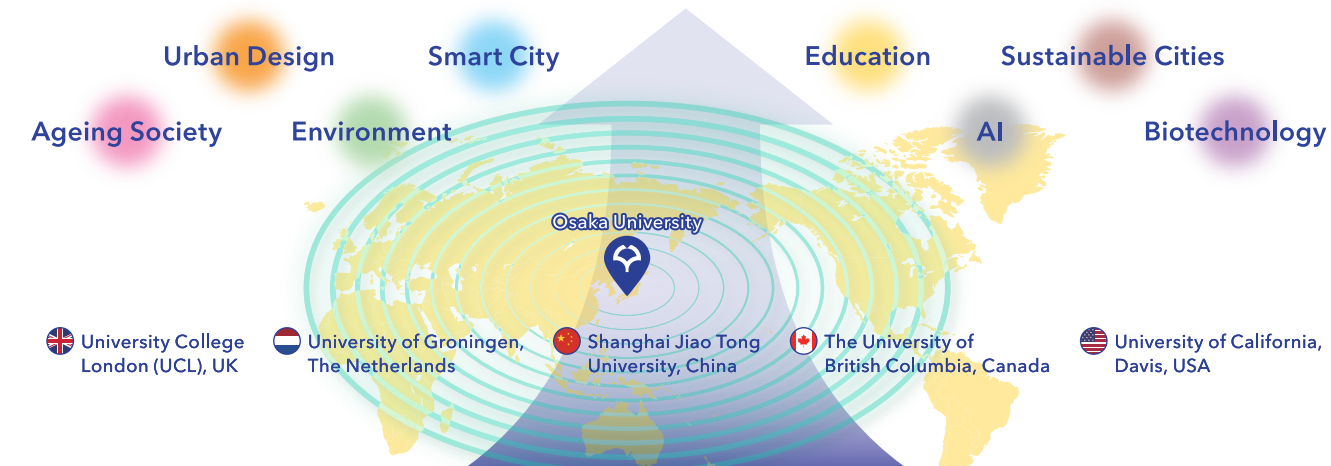 Urban Design
Smart City
Education
Sustainable Cities
Ageing Society
Environment
AI
Biotechnology
Osaka University
University College
London (UCL), UK
University of Groningen,
The Netherlands
Shanghai Jiao Tong
University, China
The University of
British Columbia, Canada
University of California,
Davis, USA